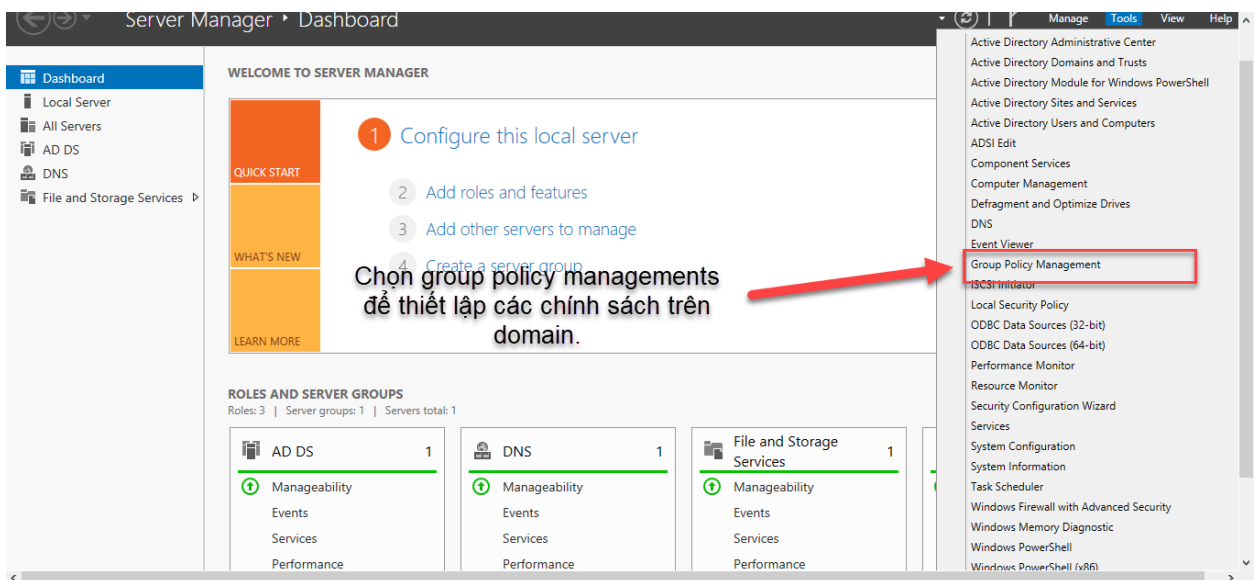 Server Manager • Dashboard
Manage Tools View Help
Dashboard
Local Server
All Servers
AD DS
DNS
File and Storage Services
WELCOME TO SERVER MANAGER
QUICK START
WHAT'S NEW
LEARN MORE
1 Configure this local server
2 Add roles and features
3 Add other servers to manage
4 Create a server group
Chọn group policy managements
để thiết lập các chính sách trên
domain.
ROLES AND SERVER GROUPS
Roles: 3 | Server groups: 1 | Servers total: 1
AD DS 1
Manageability
Events
Services
Performance
DNS 1
Manageability
Events
Services
Performance
File and Storage
Services 1
Manageability
Events
Services
Performance
Active Directory Administrative Center
Active Directory Domains and Trusts
Active Directory Module for Windows PowerShell
Active Directory Sites and Services
Active Directory Users and Computers
ADSI Edit
Component Services
Computer Management
Defragment and Optimize Drives
DNS
Event Viewer
Group Policy Management
iSCSI Initiator
Local Security Policy
ODBC Data Sources (32-bit)
ODBC Data Sources (64-bit)
Performance Monitor
Resource Monitor
Security Configuration Wizard
Services
System Configuration
System Information
Task Scheduler
Windows Firewall with Advanced Security
Windows Memory Diagnostic
Windows PowerShell
Windows PowerShell (x86)